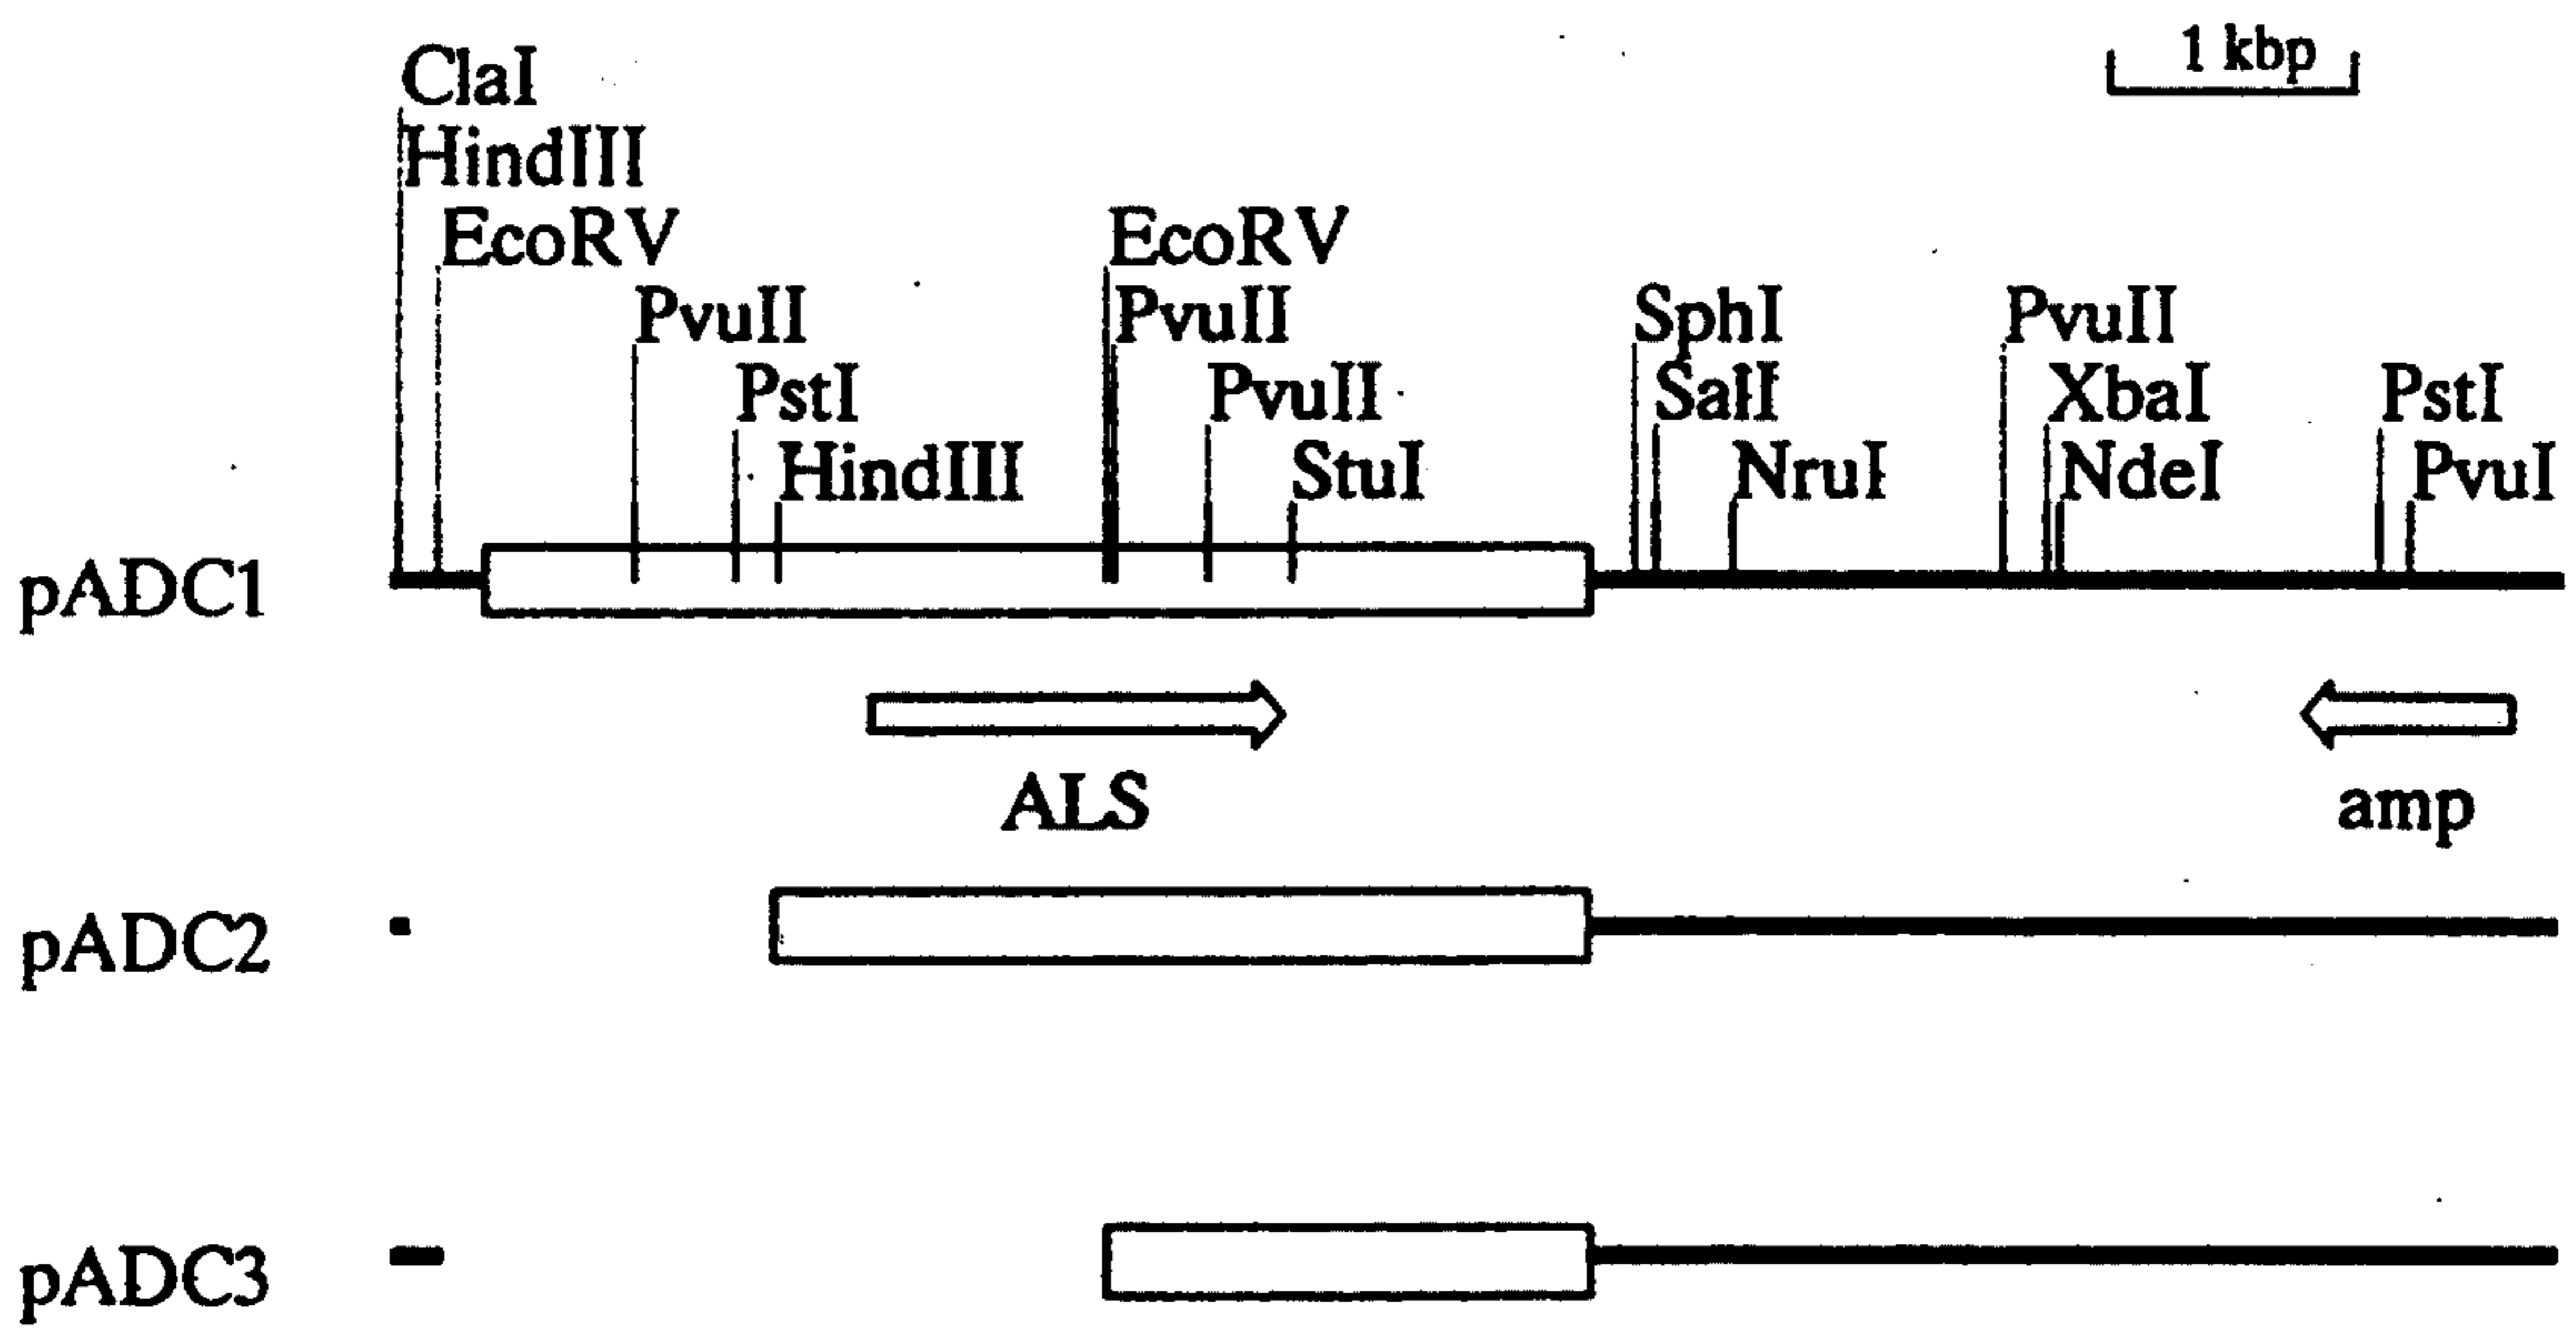 1 kbp
ClaI
HindIII
EcoRV
EcoRV
PvuII
PvuII
SphI
PvuII
PstI
PvuII
SalI
XbaI
PstI
HindIII
StuI
NruI
NdeI
PvuI
pADC1
ALS
amp
pADC2
pADC3